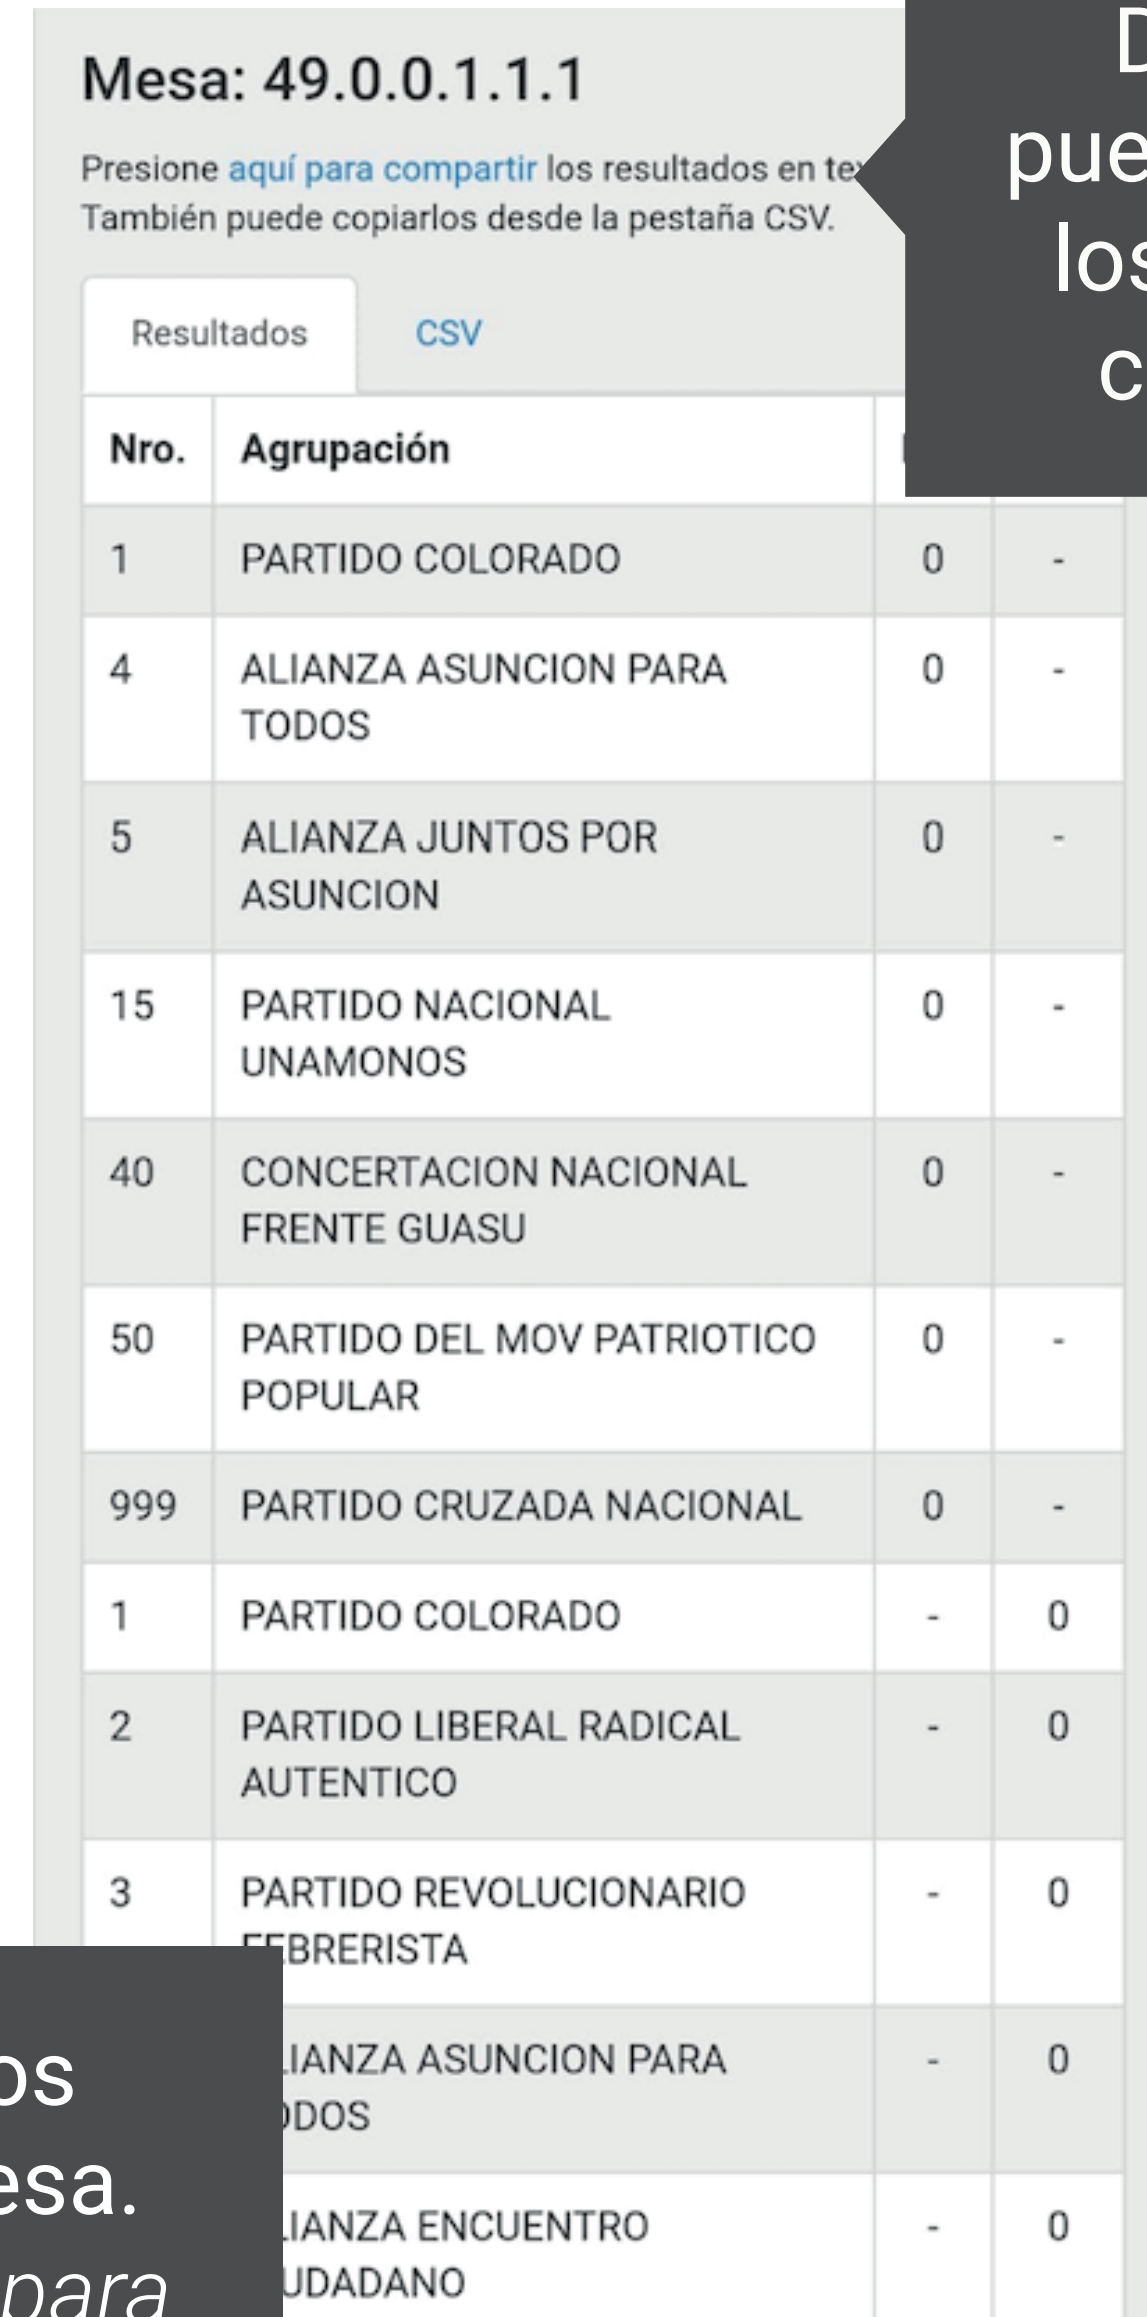 Mesa: 49.0.0.1.1.1
Presione aquí para compartir los resultados en
También puede copiarlos desde la pestaña CSV.
Resultados CSV
Nro. Agrupación
1 PARTIDO COLORADO 0 -
4 ALIANZA ASUNCION PARA 0 -
TODOS
5 ALIANZA JUNTOS POR 0 -
ASUNCION
15 PARTIDO NACIONAL 0 -
UNAMONOS
40 CONCERTACION NACIONAL 0 -
FRENTE GUASU
50 PARTIDO DEL MOV PATRIOTICO 0 -
POPULAR
999 PARTIDO CRUZADA NACIONAL 0 -
1 PARTIDO COLORADO - 0
2 PARTIDO LIBERAL RADICAL - 0
AUTENTICO
3 PARTIDO REVOLUCIONARIO - 0
FEBRERISTA
LIANZA ASUNCION PARA - 0
ODOS
LIANZA ENCUENTRO - 0
UDADANO
D
pue
los
c
os
esa.
para